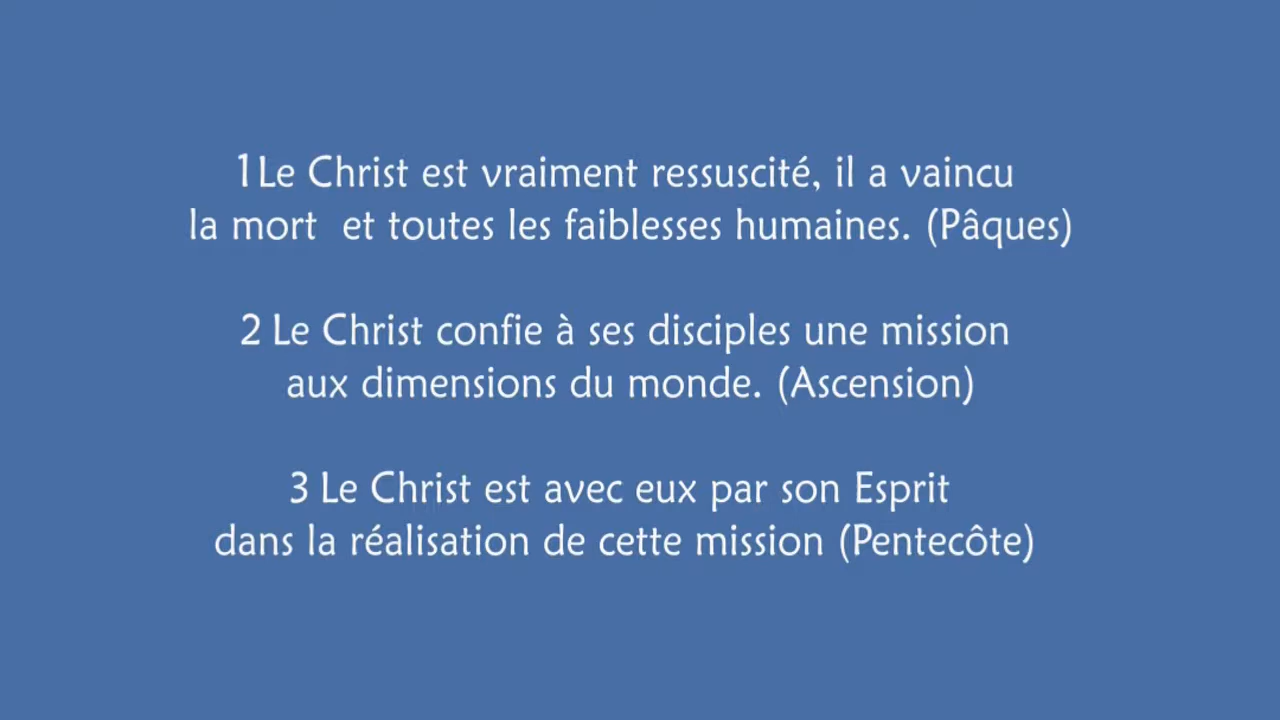 1 Le Christ est vraiment ressuscité, il a vaincu
la mort  et toutes les faiblesses humaines. (Pâques)
2 Le Christ confie à ses disciples une mission
aux dimensions du monde. (Ascension)
3 Le Christ est avec eux par son Esprit
dans la réalisation de cette mission (Pentecôte)